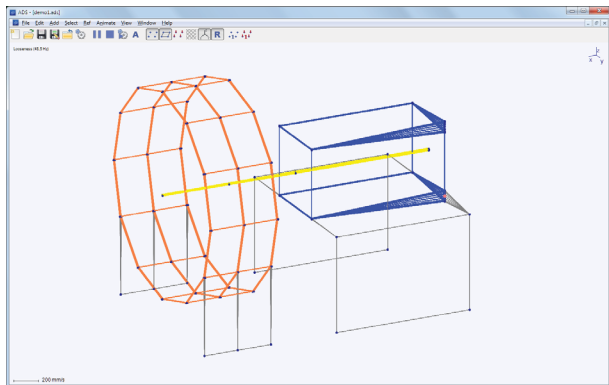 ADS - [demo1.ads]
File Edit Add Select Ref Animate View Window Help
A R
Looseness (48.5 Hz)
z
x y
200 mm/s